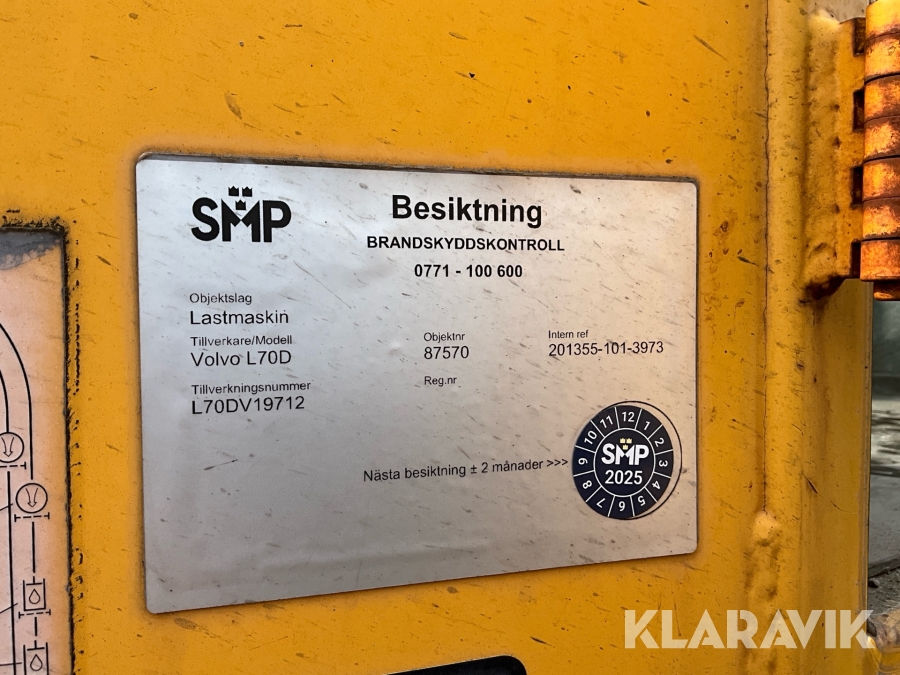 SMP
Besiktning
BRANDSKYDDSKONTROLL
0771 - 100 600
Objektslag
Lastmaskin
Tillverkare/Modell
Volvo L70D
Objektnr
87570
Intern ref
201355-101-3973
Tillverkningsnummer
L70DV19712
Reg.nr
Nästa besiktning ± 2 månader >>>
12 1 2 3 4 5 6 7 8 9 10 11
SMP
2025
KLARAVIK